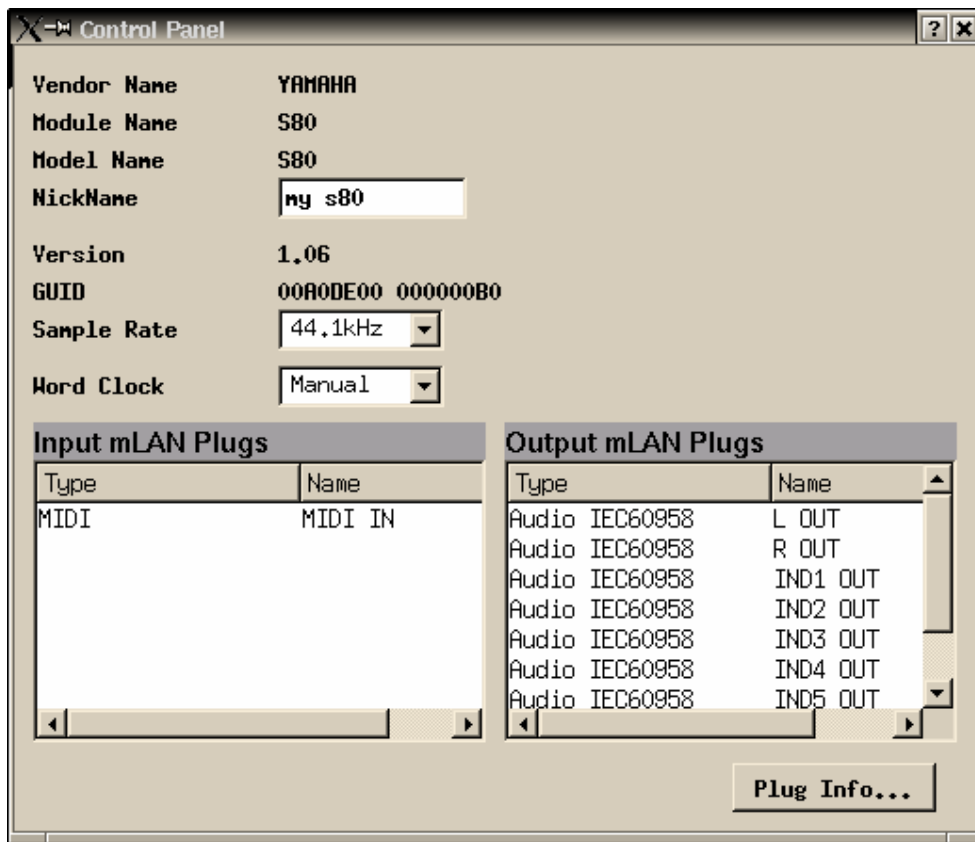 Control Panel
Vendor Name YAMAHA
Module Name S80
Model Name S80
NickName my s80
Version 1.06
GUID 00A0DE00 000000B0
Sample Rate 44.1kHz
Word Clock Manual
Input mLAN Plugs
Type Name
MIDI MIDI IN
Output mLAN Plugs
Type Name
Audio IEC60958 L OUT
Audio IEC60958 R OUT
Audio IEC60958 IND1 OUT
Audio IEC60958 IND2 OUT
Audio IEC60958 IND3 OUT
Audio IEC60958 IND4 OUT
Audio IEC60958 IND5 OUT
Plug Info...